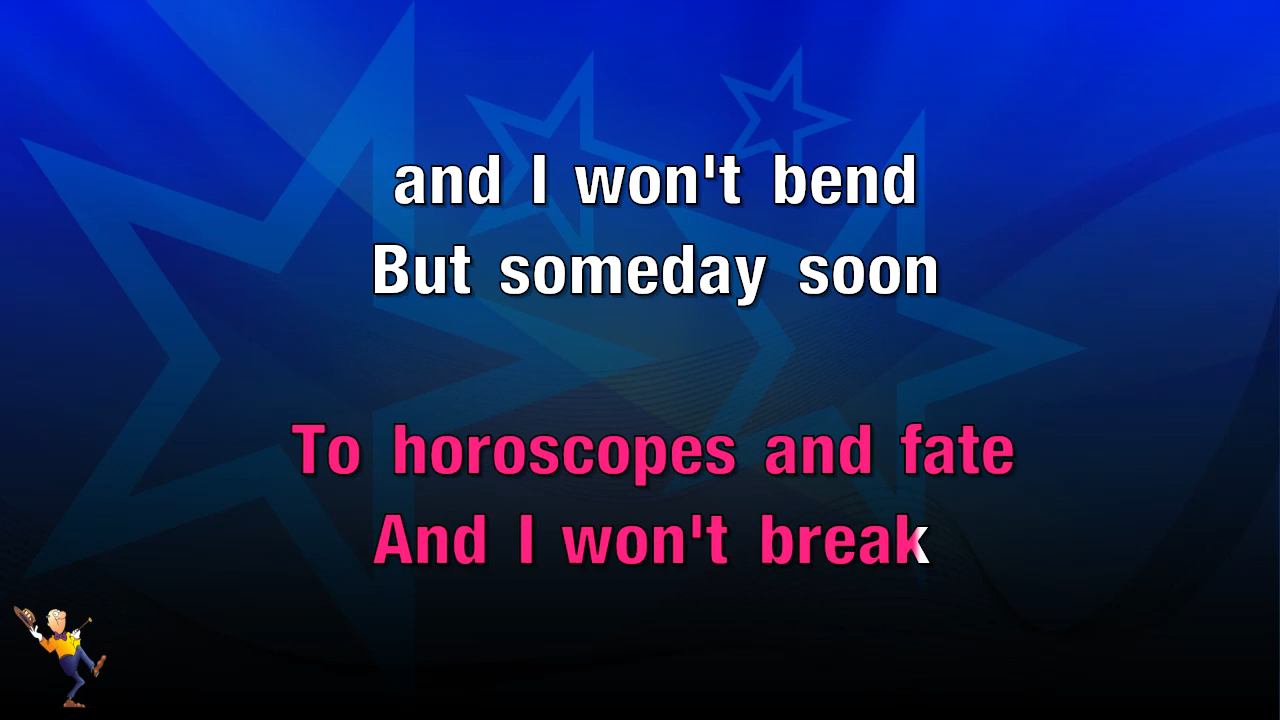 and I won't bend
But someday soon
To horoscopes and fate
And I won't break